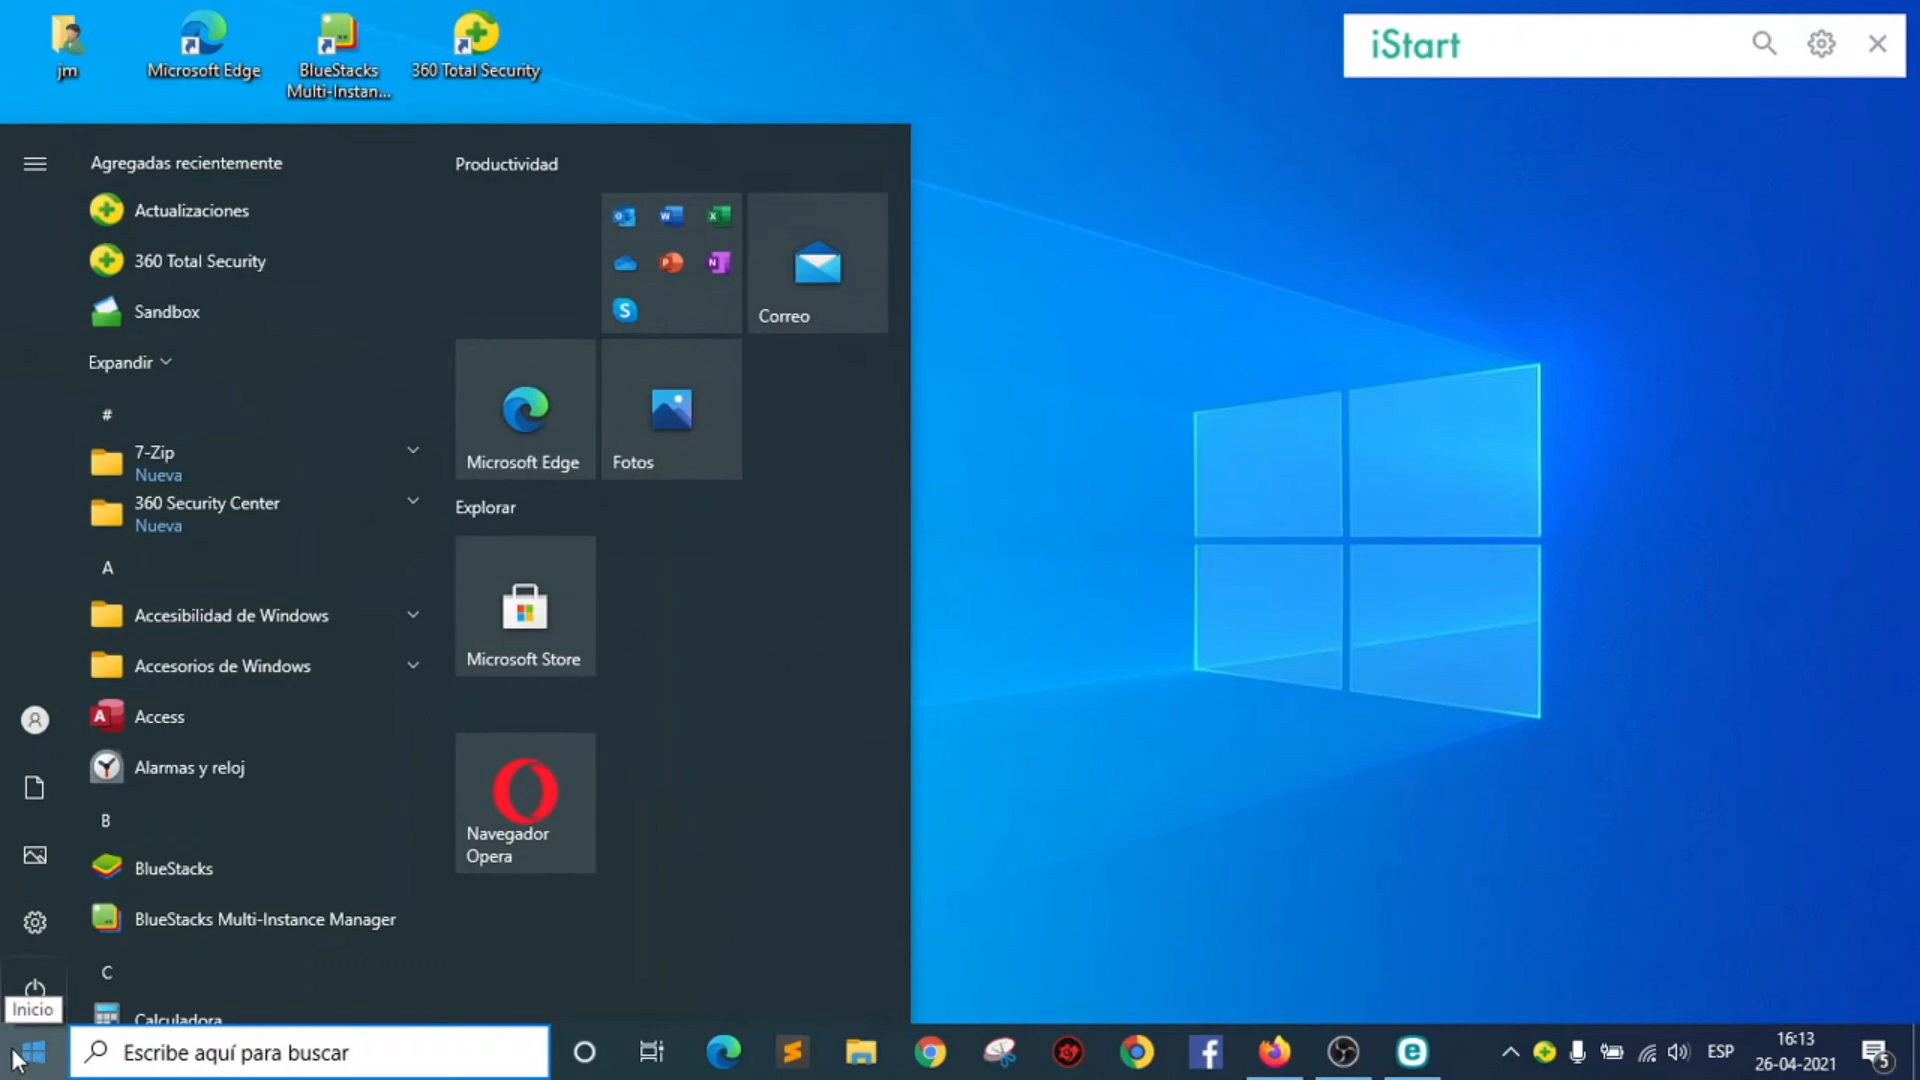 jm
Microsoft Edge
BlueStacks
Multi-Instan...
360 Total Security
iStart
Agregadas recientemente
Actualizaciones
360 Total Security
Sandbox
Expandir
#
7-Zip
Nueva
360 Security Center
Nueva
A
Accesibilidad de Windows
Accesorios de Windows
Access
Alarmas y reloj
B
BlueStacks
BlueStacks Multi-Instance Manager
C
Calculadora
Productividad
Correo
Microsoft Edge
Fotos
Explorar
Microsoft Store
Navegador
Opera
Inicio
Escribe aquí para buscar
ESP
16:13
26-04-2021
5